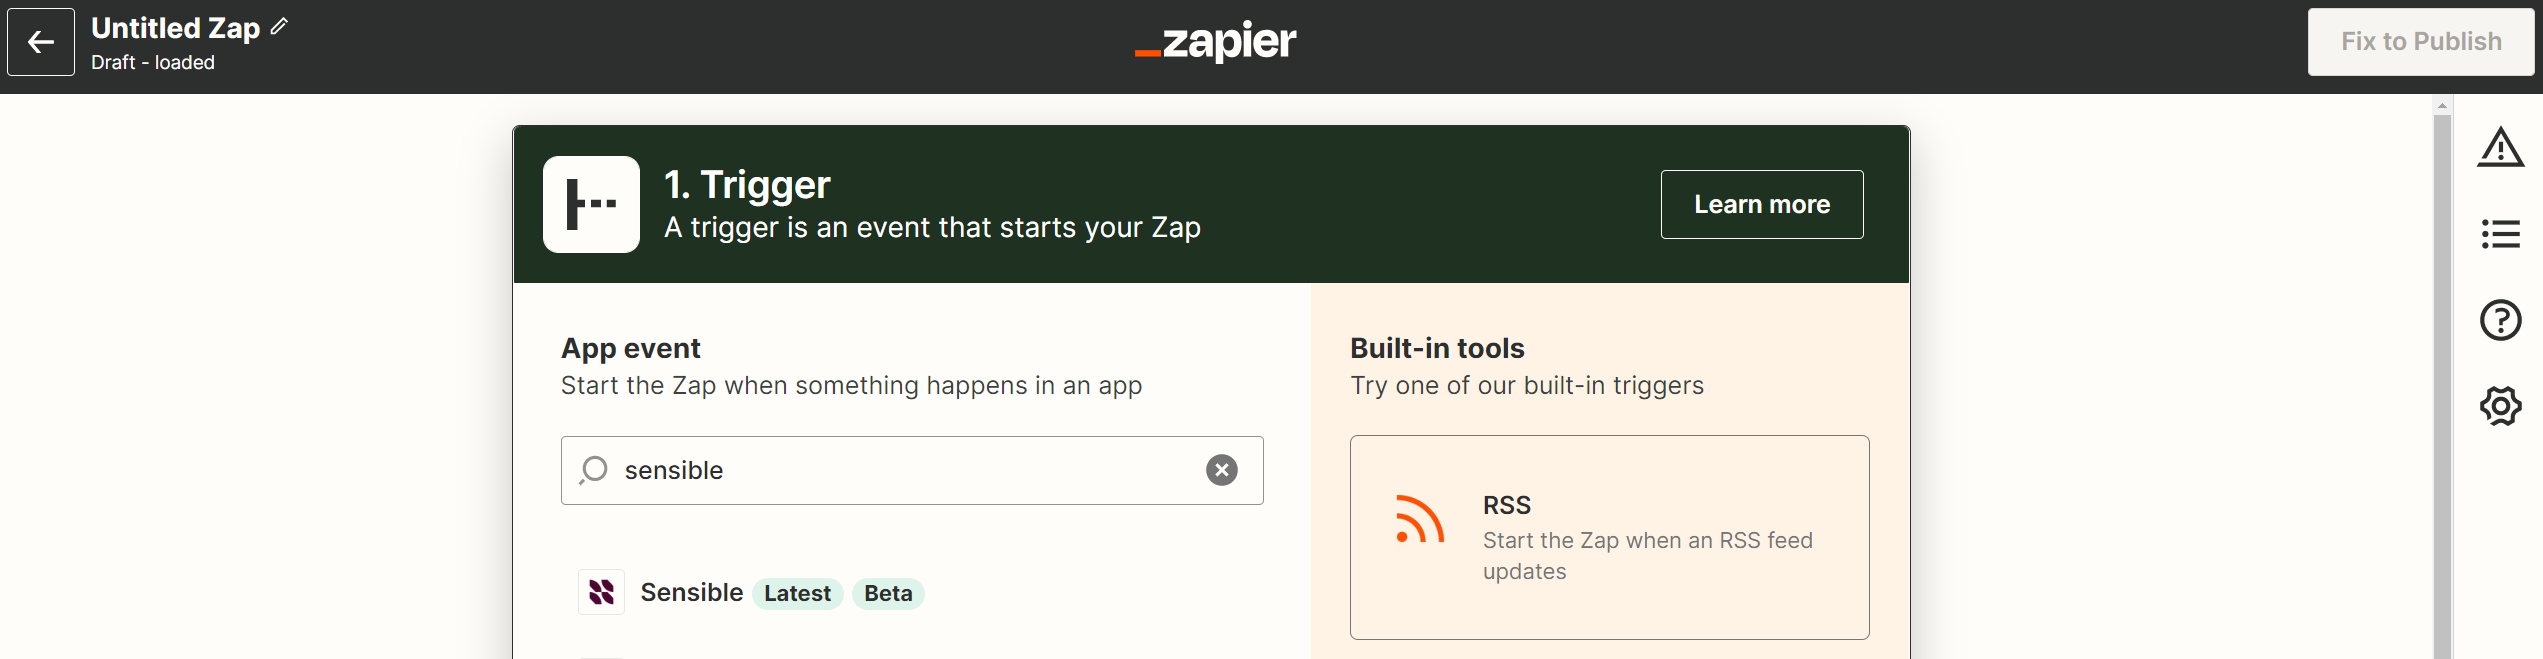 Untitled Zap
Draft - loaded
_zapier
Fix to Publish
1. Trigger
A trigger is an event that starts your Zap
Learn more
App event
Start the Zap when something happens in an app
sensible
Sensible Latest Beta
Built-in tools
Try one of our built-in triggers
RSS
Start the Zap when an RSS feed
updates